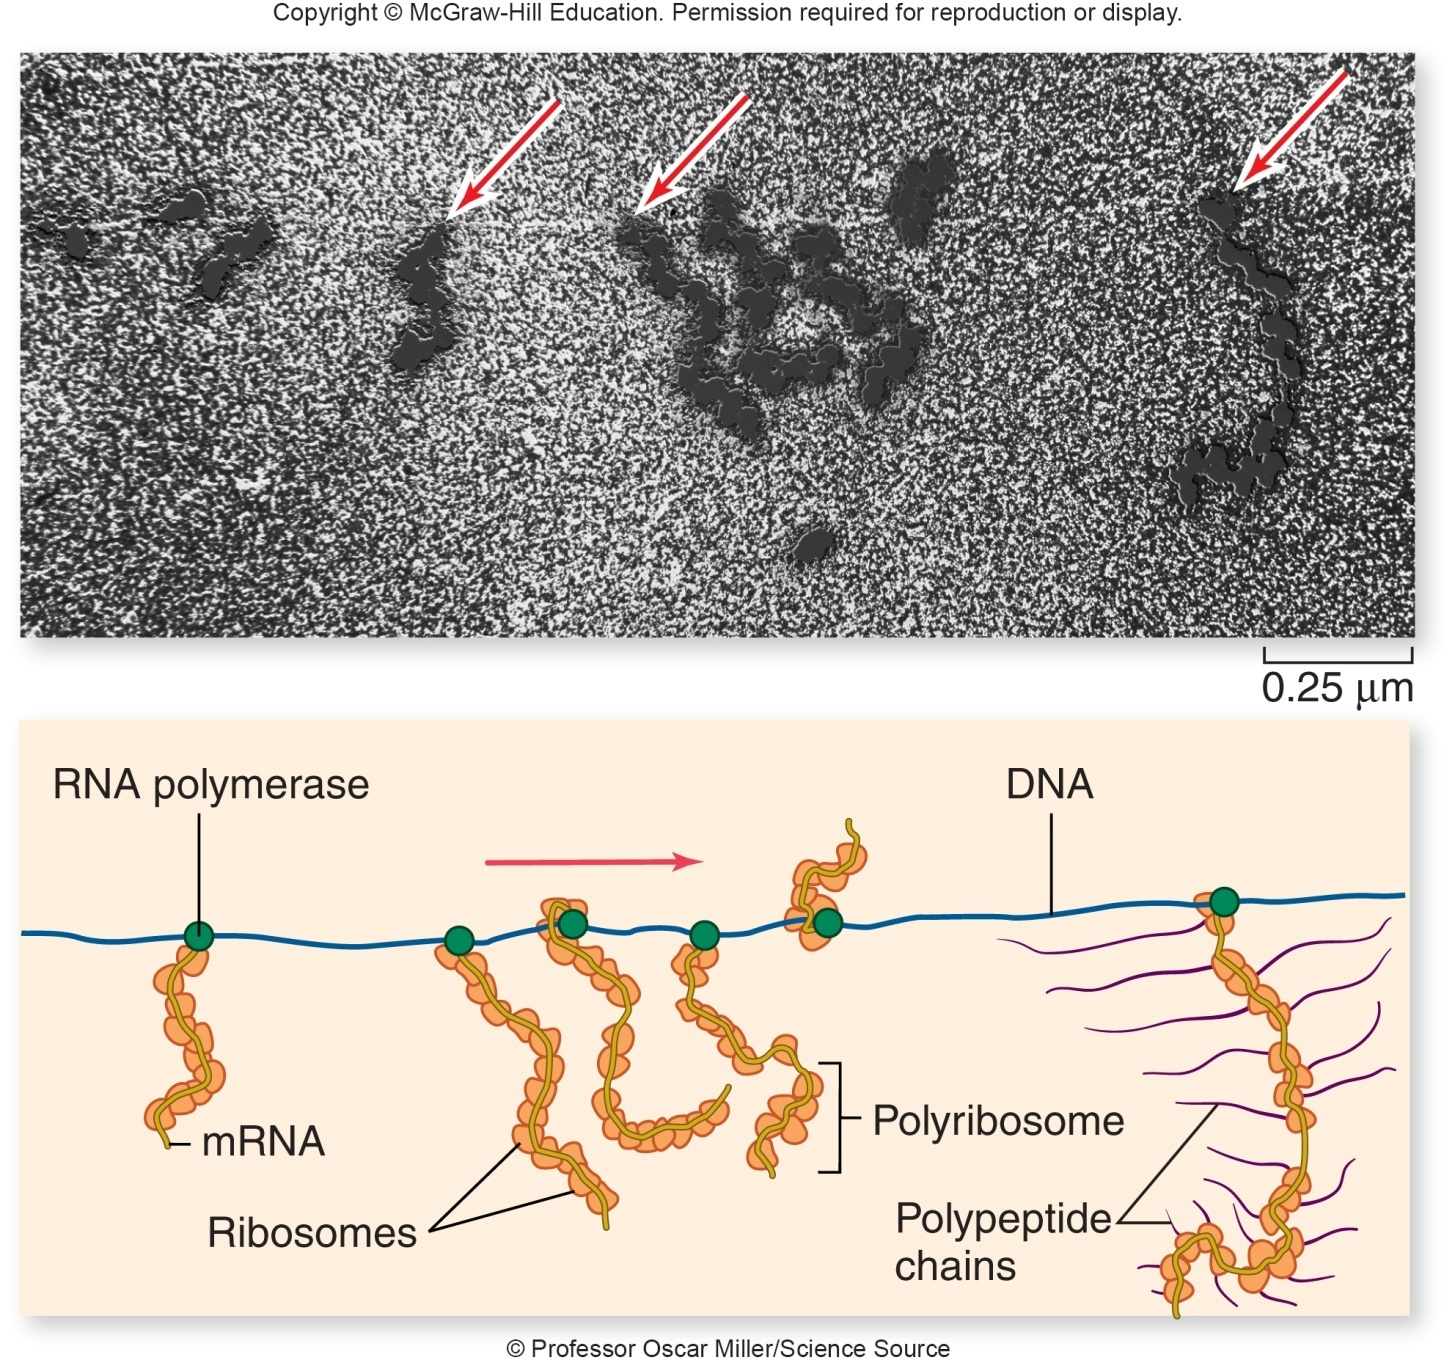 Copyright © McGraw-Hill Education. Permission required for reproduction or display.
0.25 μm
RNA polymerase
DNA
mRNA
Polyribosome
Ribosomes
Polypeptide
chains
© Professor Oscar Miller/Science Source